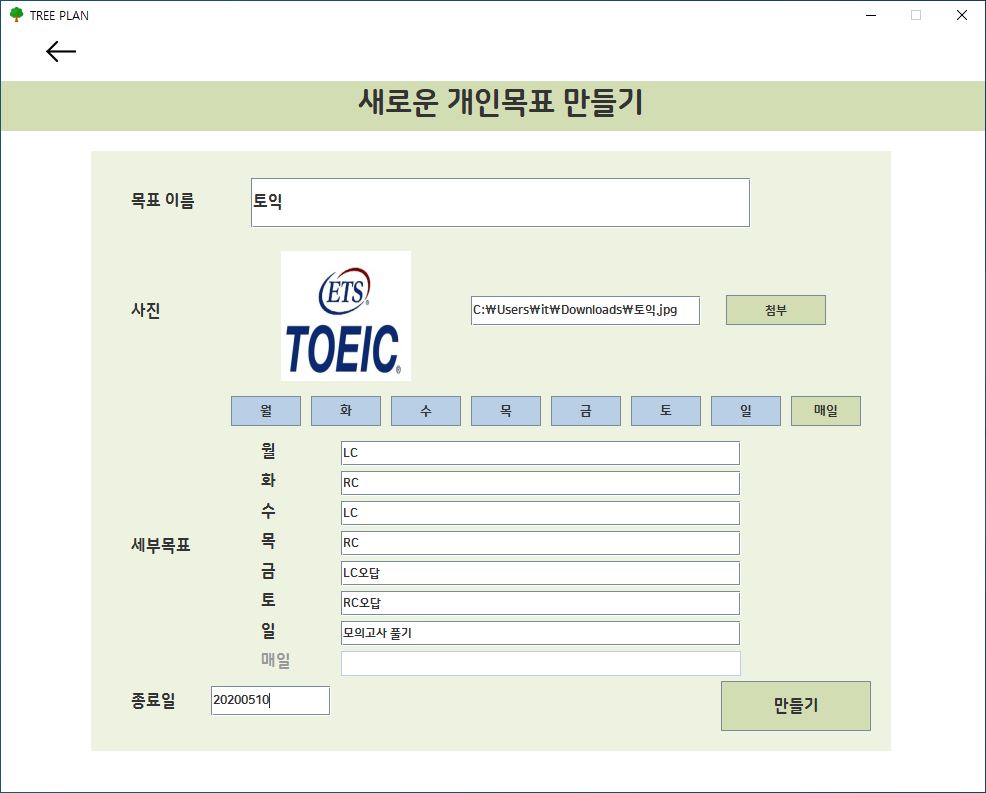 TREE PLAN
새로운 개인목표 만들기
목표 이름 토익
ETS®
TOEIC®
사진 C:\Users\it\Downloads\토익.jpg 첨부
월 화 수 목 금 토 일 매일
월 LC
화 RC
수 LC
세부목표
목 RC
금 LC오답
토 RC오답
일 모의고사 풀기
매일
종료일 20200510 만들기